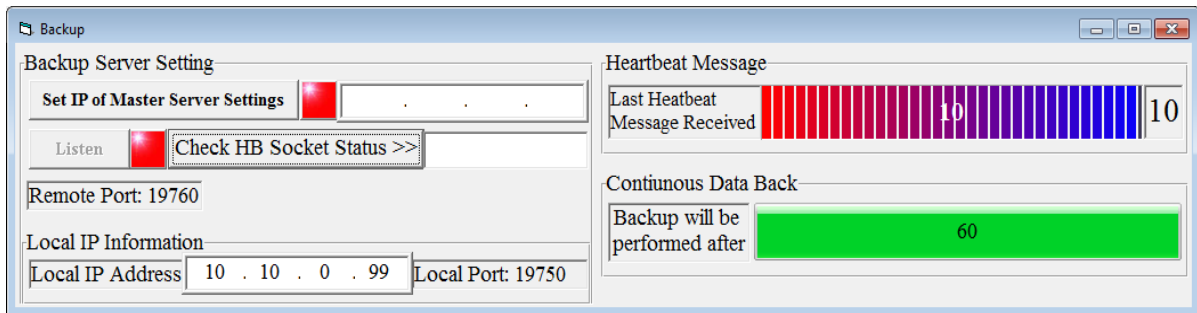 Backup
Backup Server Setting
Set IP of Master Server Settings
. . .
Listen
Check HB Socket Status >>
Remote Port: 19760
Local IP Information
Local IP Address
10 . 10 . 0 . 99
Local Port: 19750
Heartbeat Message
Last Heatbeat
Message Received
10
10
Contiunous Data Back
Backup will be
performed after
60